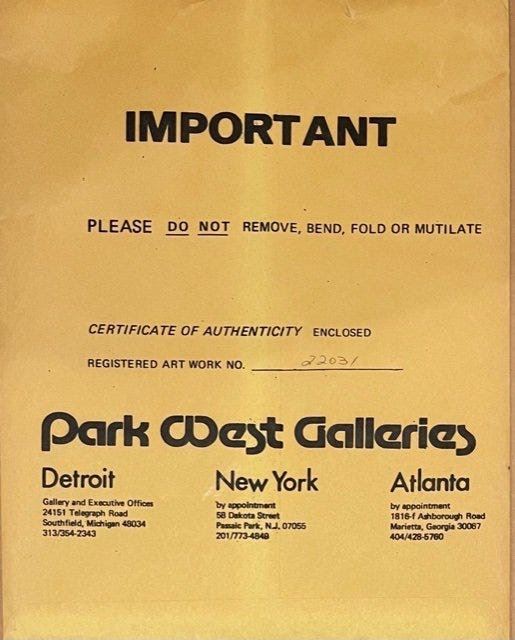 IMPORTANT
PLEASE DO NOT REMOVE, BEND, FOLD OR MUTILATE
CERTIFICATE OF AUTHENTICITY ENCLOSED
REGISTERED ART WORK NO. 22031
Park West Galleries
Detroit
Gallery and Executive Offices
24151 Telegraph Road
Southfield, Michigan 48034
313/354-2343
New York
by appointment
58 Dakota Street
Passaic Park, N.J. 07055
201/773-4849
Atlanta
by appointment
1816-f Ashborough Road
Marietta, Georgia 30067
404/428-5760